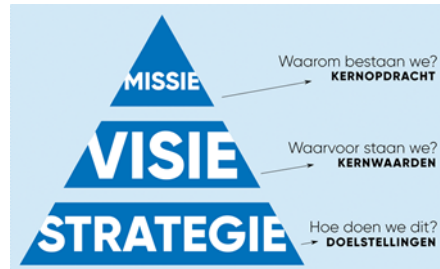 MISSIE
Waarom bestaan we?
KERNOPDRACHT
VISIE
Waarvoor staan we?
KERNWAARDEN
STRATEGIE
Hoe doen we dit?
DOELSTELLINGEN